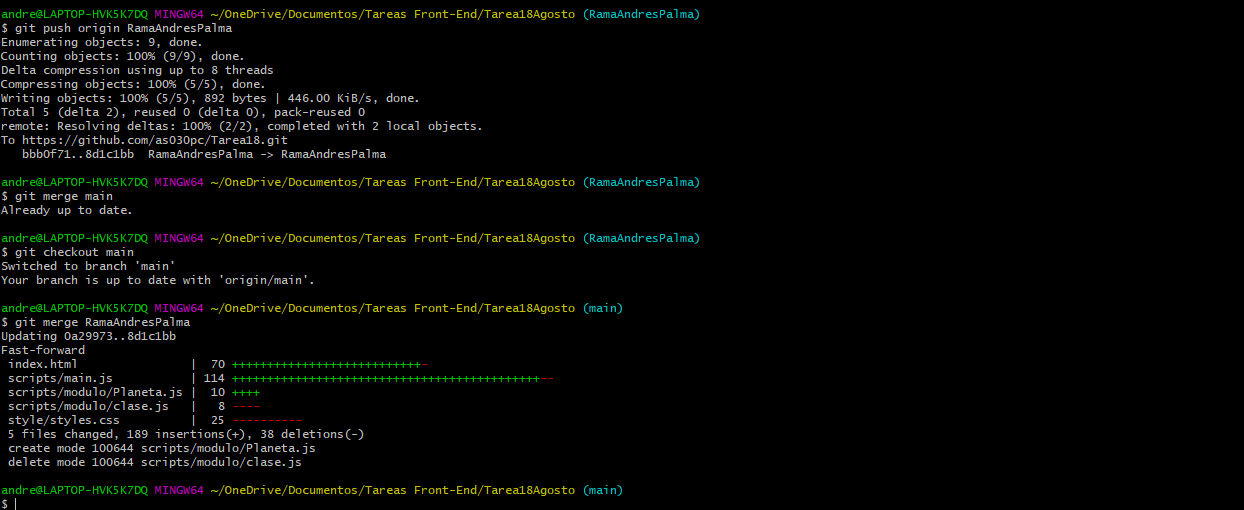 andre@LAPTOP-HVK5K7DQ MINGW64 ~/OneDrive/Documentos/Tareas Front-End/Tarea18Agosto (RamaAndresPalma)
$ git push origin RamaAndresPalma
Enumerating objects: 9, done.
Counting objects: 100% (9/9), done.
Delta compression using up to 8 threads
Compressing objects: 100% (5/5), done.
Writing objects: 100% (5/5), 892 bytes | 446.00 KiB/s, done.
Total 5 (delta 2), reused 0 (delta 0), pack-reused 0
remote: Resolving deltas: 100% (2/2), completed with 2 local objects.
To https://github.com/as030pc/Tarea18.git
   bbb0f71..8d1c1bb  RamaAndresPalma -> RamaAndresPalma
andre@LAPTOP-HVK5K7DQ MINGW64 ~/OneDrive/Documentos/Tareas Front-End/Tarea18Agosto (RamaAndresPalma)
$ git merge main
Already up to date.
andre@LAPTOP-HVK5K7DQ MINGW64 ~/OneDrive/Documentos/Tareas Front-End/Tarea18Agosto (RamaAndresPalma)
$ git checkout main
Switched to branch 'main'
Your branch is up to date with 'origin/main'.
andre@LAPTOP-HVK5K7DQ MINGW64 ~/OneDrive/Documentos/Tareas Front-End/Tarea18Agosto (main)
$ git merge RamaAndresPalma
Updating 0a29973..8d1c1bb
Fast-forward
 index.html                |  70 +++++++++++++++++++++++++++-
 scripts/main.js           | 114 ++++++++++++++++++++++++++++++++++++++++++++--
 scripts/modulo/Planeta.js |  10 ++++
 scripts/modulo/clase.js   |   8 ----
 style/styles.css          |  25 ----------
 5 files changed, 189 insertions(+), 38 deletions(-)
 create mode 100644 scripts/modulo/Planeta.js
 delete mode 100644 scripts/modulo/clase.js
andre@LAPTOP-HVK5K7DQ MINGW64 ~/OneDrive/Documentos/Tareas Front-End/Tarea18Agosto (main)
$